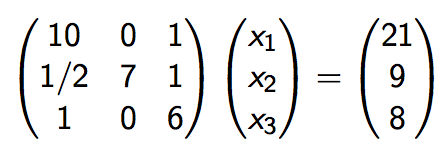 10 0 1 x₁ 21
1/2 7 1 x₂ = 9
1 0 6 x₃ 8